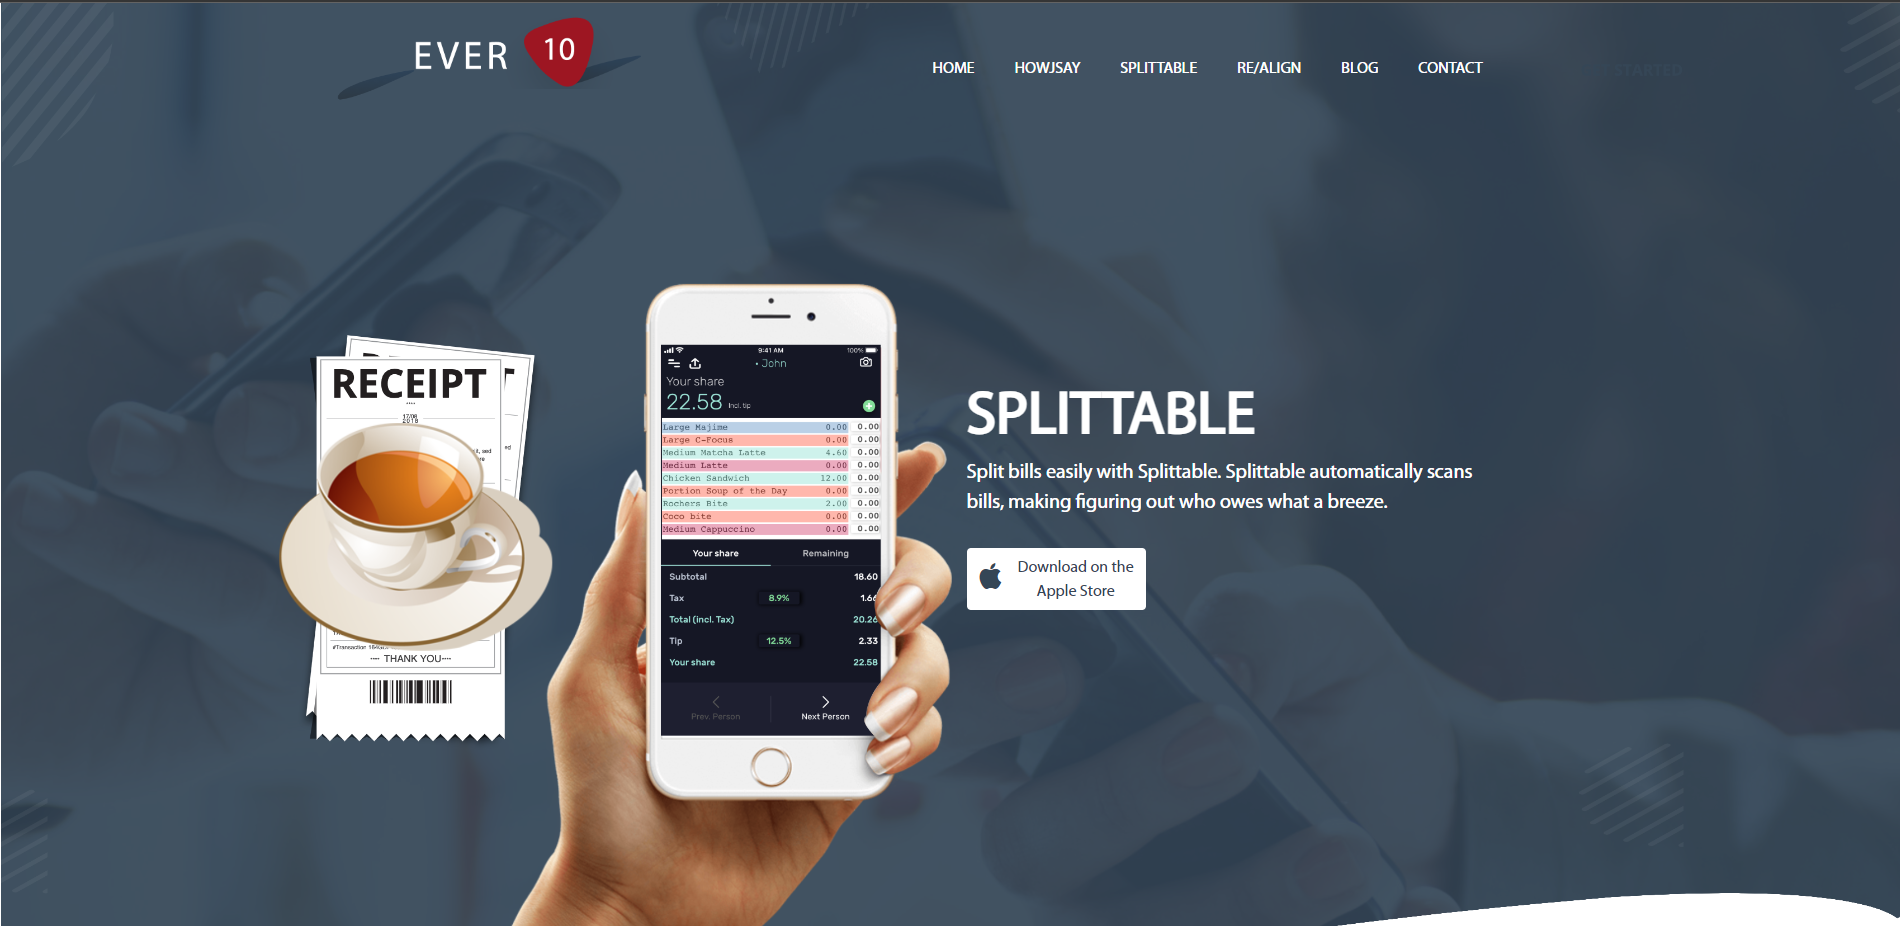 EVER 10
HOME HOWJSAY SPLITTABLE RE/ALIGN BLOG CONTACT
STARTED
RECEIPT
17/06
2018
#Transaction
---- THANK YOU----
9:41 AM 100%
• John
Your share
22.58 Incl. tip
Large Majime 0.00 0.00
Large C-Focus 0.00 0.00
Medium Matcha Latte 4.60 0.00
Medium Latte 0.00 0.00
Chicken Sandwich 12.00 0.00
Portion Soup of the Day 0.00 0.00
Rochers Bite 2.00 0.00
Coco bite 0.00 0.00
Medium Cappuccino 0.00 0.00
Your share Remaining
Subtotal 18.60
Tax 8.9% 1.66
Total (incl. Tax) 20.26
Tip 12.5% 2.33
Your share 22.58
Prev. Person Next Person
SPLITTABLE
Split bills easily with Splittable. Splittable automatically scans
bills, making figuring out who owes what a breeze.
Download on the
Apple Store